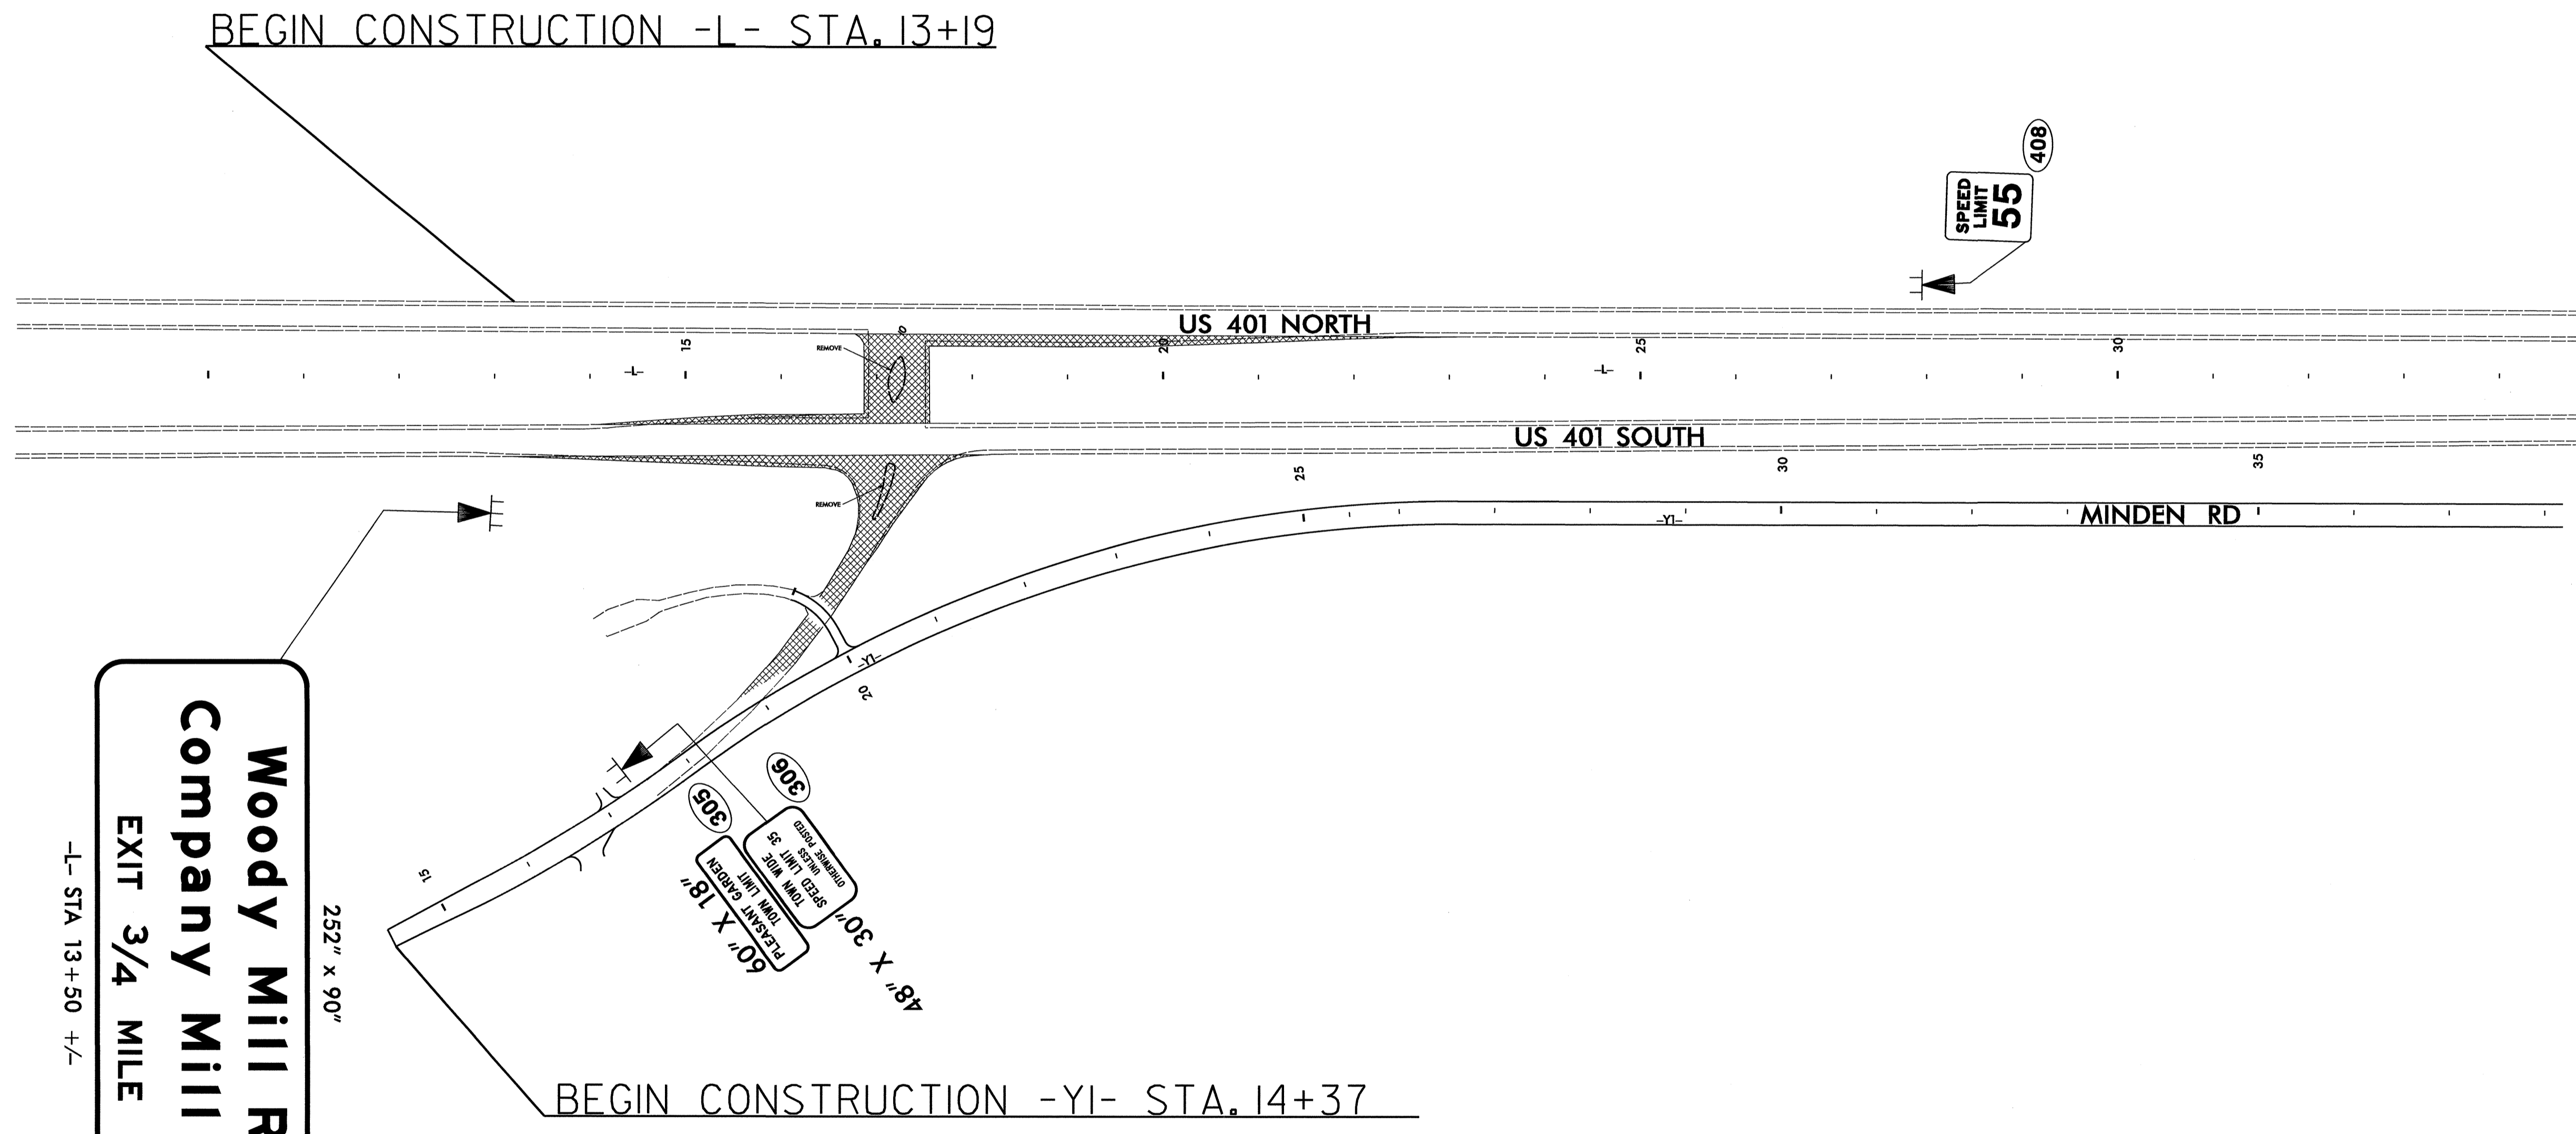 BEGIN CONSTRUCTION -L- STA. 13+19
408
SPEED
LIMIT
55
US 401 NORTH
15
REMOVE
20
25
30
-L-
-L-
US 401 SOUTH
25
30
35
REMOVE
-Y1-
MINDEN RD
-Y1-
20
15
306
305
TOWN WIDE
SPEED LIMIT 35
UNLESS
OTHERWISE POSTED
48" X 30"
PLEASANT GARDEN
TOWN LIMIT
60" X 18"
Woody Mill R
Company Mill
EXIT 3/4 MILE
252" x 90"
-L- STA 13+50 +/-
BEGIN CONSTRUCTION -Y1- STA. 14+37